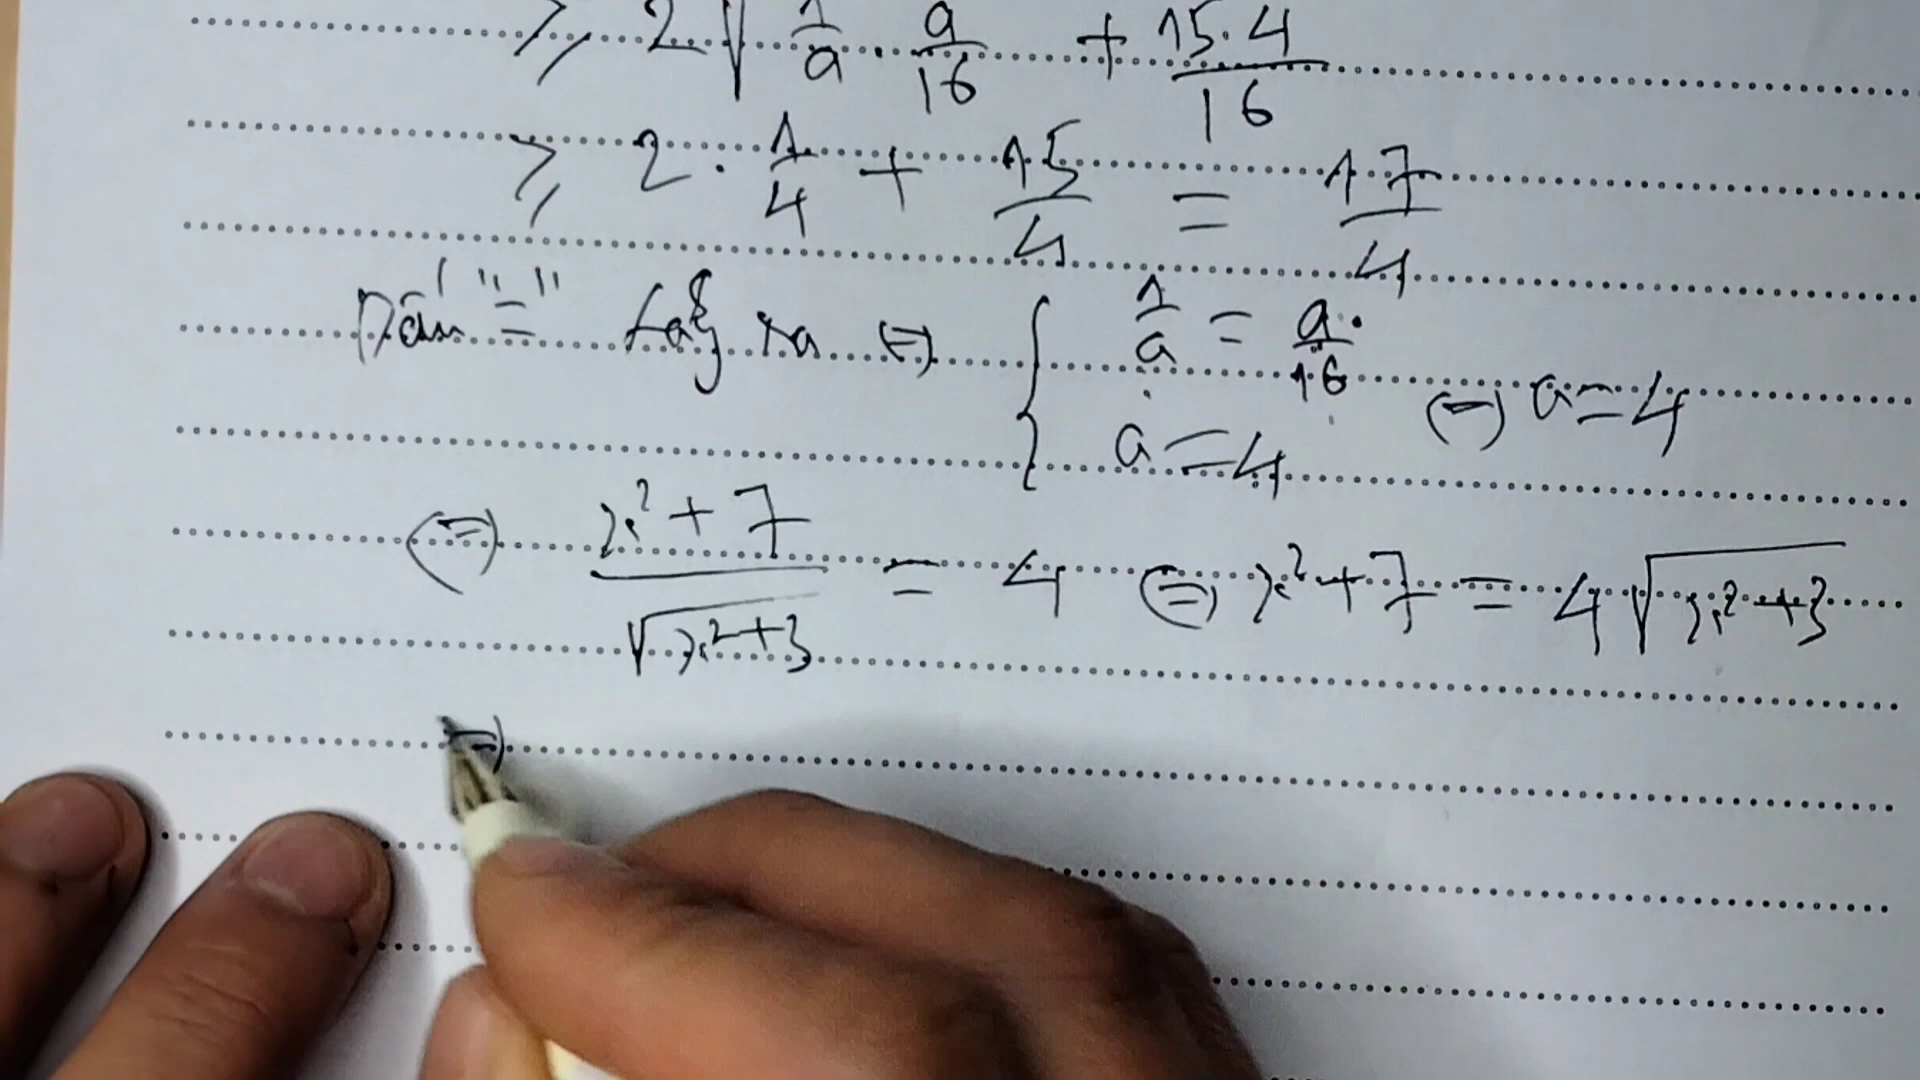 ≥ 2√(1/a · a/16) + 15·4/16
≥ 2 · 1/4 + 15/4 = 17/4
Dấu "=" xảy ra ⇔ { 1/a = a/16 ; a = 4 ⇔ a = 4
⇔ (x² + 7)/√(x²+3) = 4 ⇔ x² + 7 = 4√(x²+3)
⇔